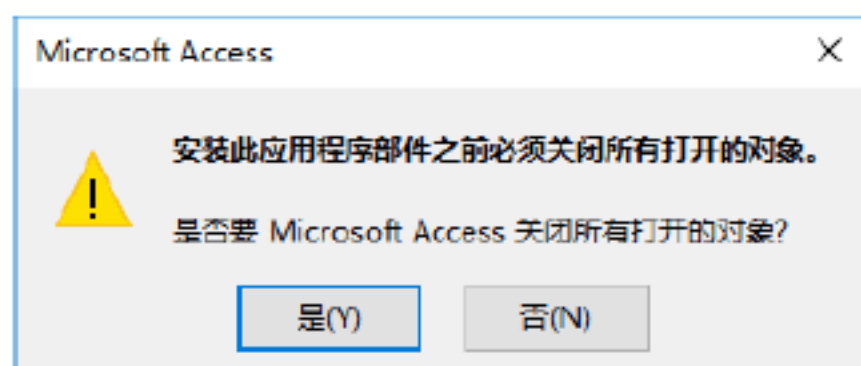 Microsoft Access
安装此应用程序部件之前必须关闭所有打开的对象。
是否要 Microsoft Access 关闭所有打开的对象?
是(Y)
否(N)